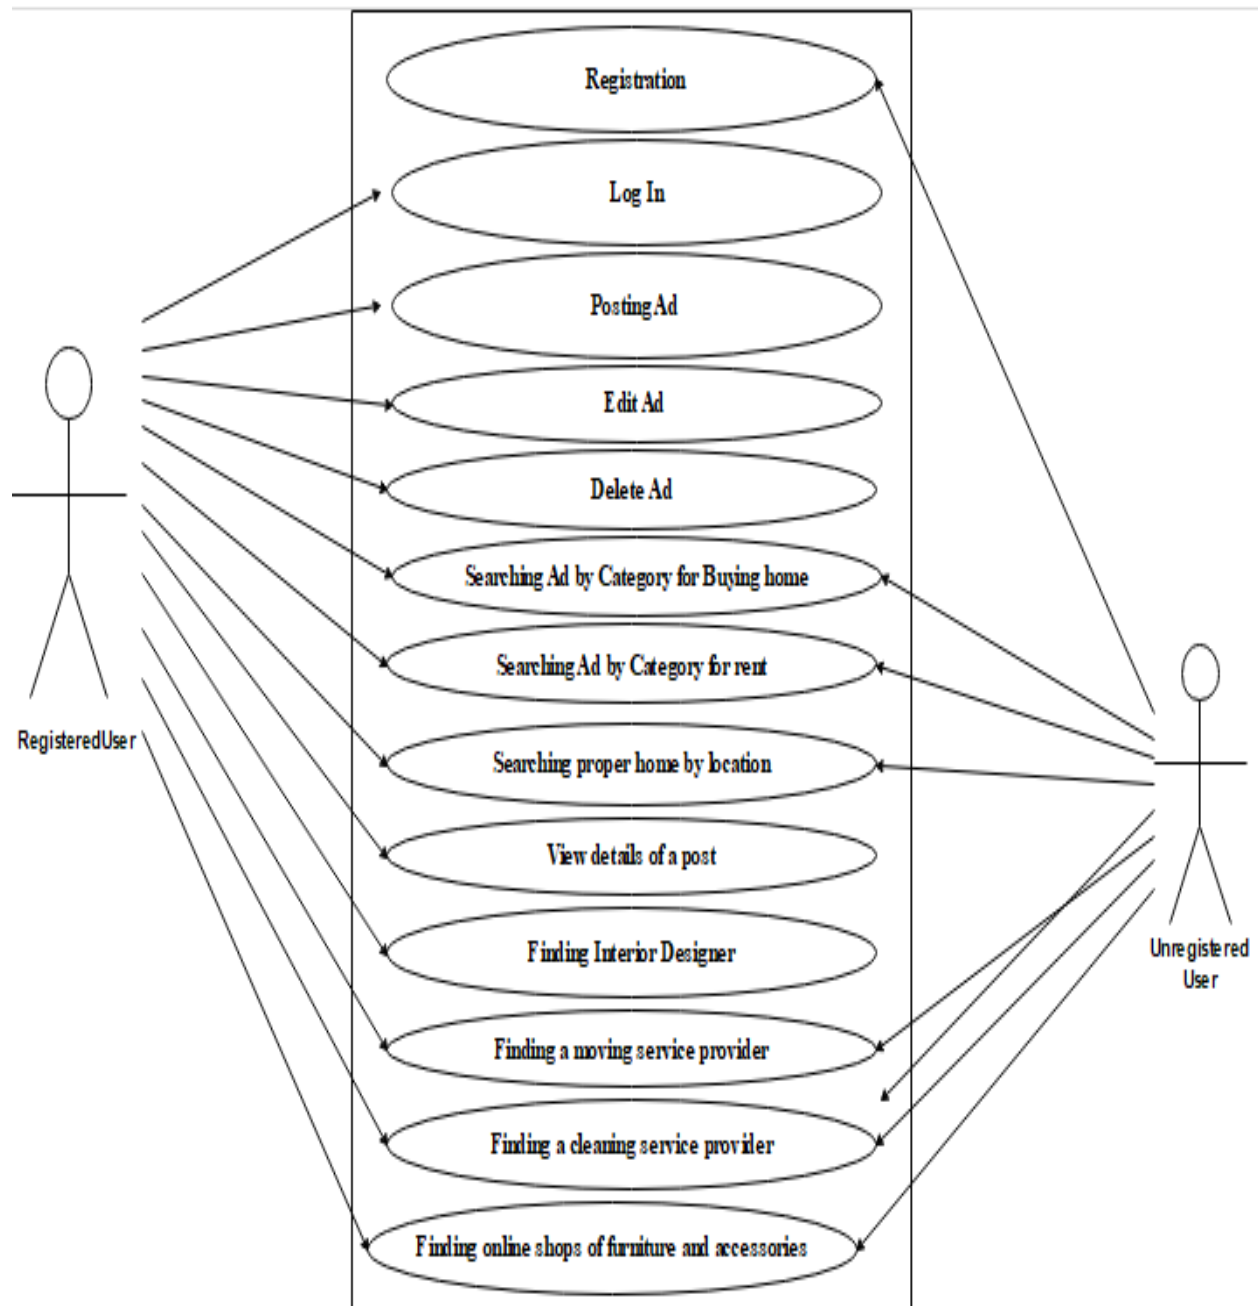 Registration
Log In
Posting Ad
Edit Ad
Delete Ad
Searching Ad by Category for Buying home
Searching Ad by Category for rent
RegisteredUser
Searching proper home by location
View details of a post
Finding Interior Designer
Unregistered
User
Finding a moving service provider
Finding a cleaning service provider
Finding online shops of furniture and accessories